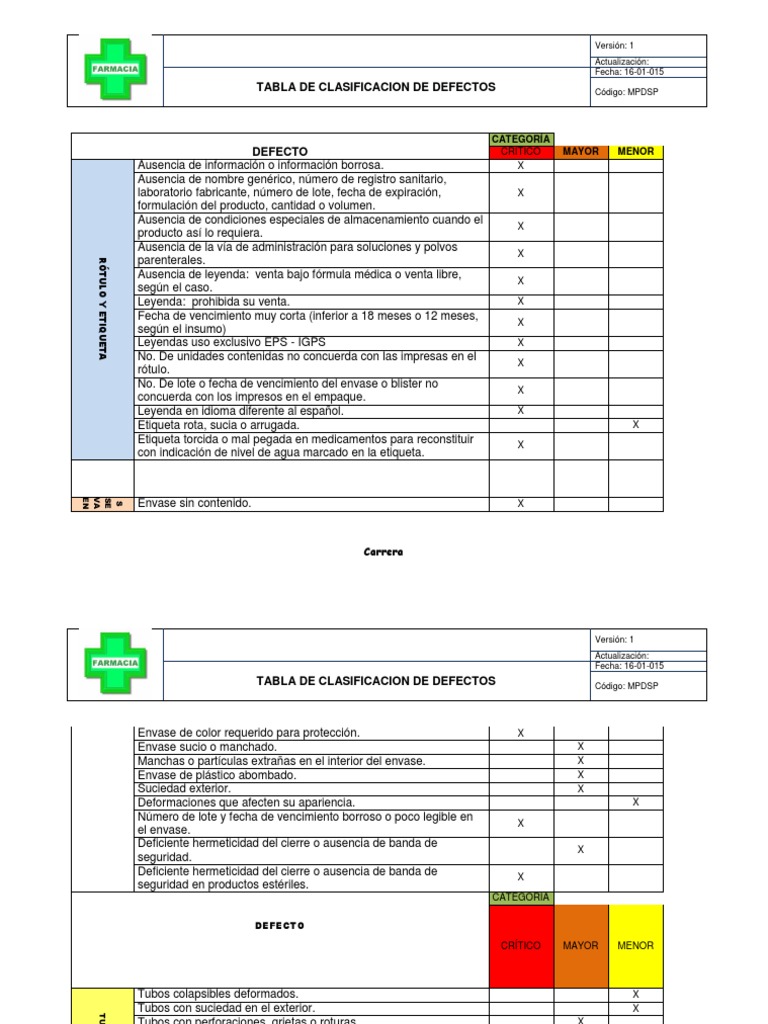 FARMACIA
TABLA DE CLASIFICACION DE DEFECTOS
Versión: 1
Actualización:
Fecha: 16-01-015
Código: MPDSP
DEFECTO
CATEGORÍA
CRÍTICO MAYOR MENOR
RÓTULO Y ETIQUETA
Ausencia de información o información borrosa. X
Ausencia de nombre genérico, número de registro sanitario,
laboratorio fabricante, número de lote, fecha de expiración, X
formulación del producto, cantidad o volumen.
Ausencia de condiciones especiales de almacenamiento cuando el X
producto así lo requiera.
Ausencia de la vía de administración para soluciones y polvos X
parenterales.
Ausencia de leyenda: venta bajo fórmula médica o venta libre, X
según el caso.
Leyenda: prohibida su venta. X
Fecha de vencimiento muy corta (inferior a 18 meses o 12 meses, X
según el insumo)
Leyendas uso exclusivo EPS - IGPS X
No. De unidades contenidas no concuerda con las impresas en el X
rótulo.
No. De lote o fecha de vencimiento del envase o blister no X
concuerda con los impresos en el empaque.
Leyenda en idioma diferente al español. X
Etiqueta rota, sucia o arrugada. X
Etiqueta torcida o mal pegada en medicamentos para reconstituir X
con indicación de nivel de agua marcado en la etiqueta.
EN
VA
SE
S
Envase sin contenido. X
Carrera
FARMACIA
TABLA DE CLASIFICACION DE DEFECTOS
Versión: 1
Actualización:
Fecha: 16-01-015
Código: MPDSP
Envase de color requerido para protección. X
Envase sucio o manchado. X
Manchas o partículas extrañas en el interior del envase. X
Envase de plástico abombado. X
Suciedad exterior. X
Deformaciones que afecten su apariencia. X
Número de lote y fecha de vencimiento borroso o poco legible en X
el envase.
Deficiente hermeticidad del cierre o ausencia de banda de X
seguridad.
Deficiente hermeticidad del cierre o ausencia de banda de X
seguridad en productos estériles.
DEFECTO
CATEGORIA
CRÍTICO MAYOR MENOR
TU
Tubos colapsibles deformados. X
Tubos con suciedad en el exterior. X
Tubos con perforaciones, grietas o roturas. X